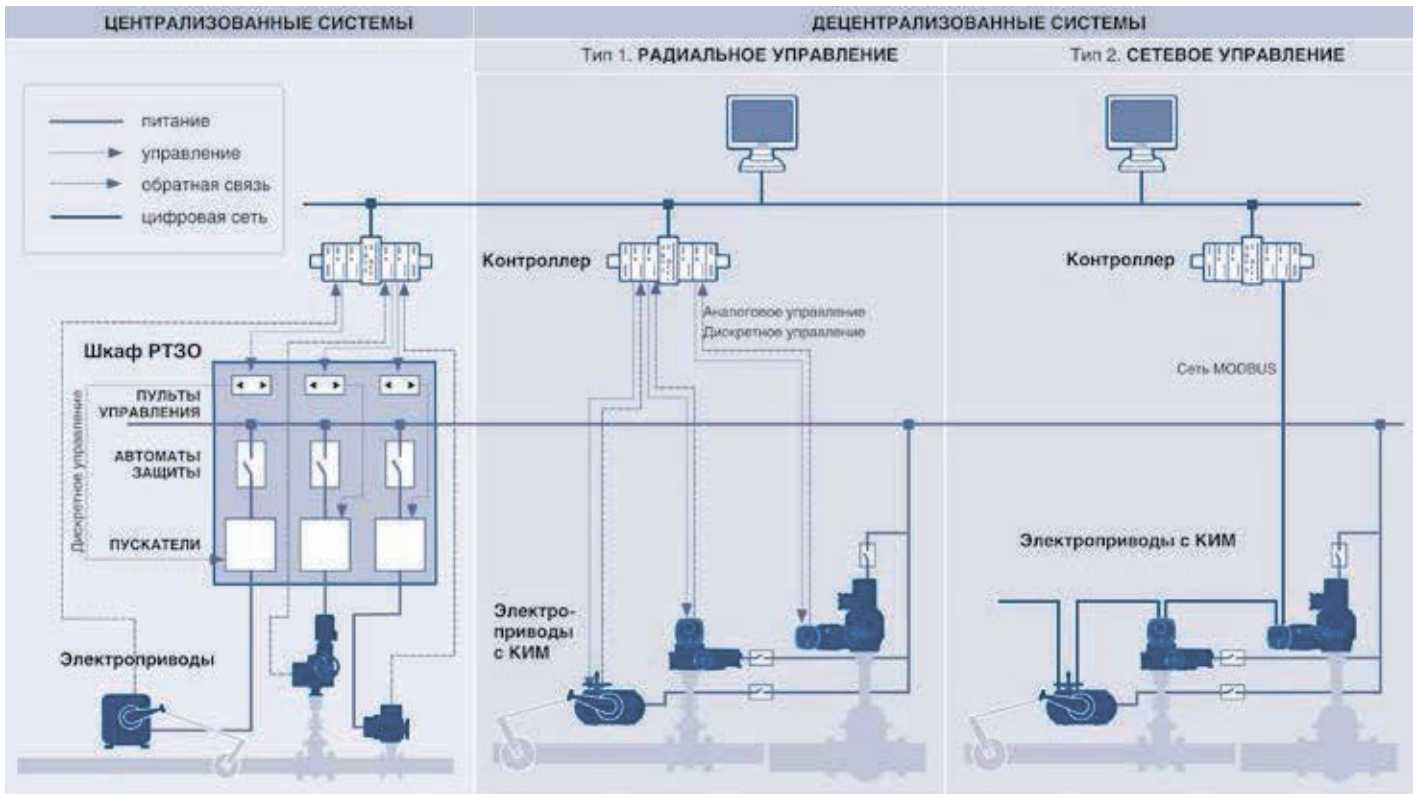 ЦЕНТРАЛИЗОВАННЫЕ СИСТЕМЫ
ДЕЦЕНТРАЛИЗОВАННЫЕ СИСТЕМЫ
Тип 1. РАДИАЛЬНОЕ УПРАВЛЕНИЕ
Тип 2. СЕТЕВОЕ УПРАВЛЕНИЕ
питание
управление
обратная связь
цифровая сеть
Шкаф РТЗО
ПУЛЬТЫ
УПРАВЛЕНИЯ
АВТОМАТЫ
ЗАЩИТЫ
ПУСКАТЕЛИ
Дискретное управление
Электроприводы
Контроллер
Аналоговое управление
Дискретное управление
Электро-
приводы
с КИМ
Контроллер
Сеть MODBUS
Электроприводы с КИМ